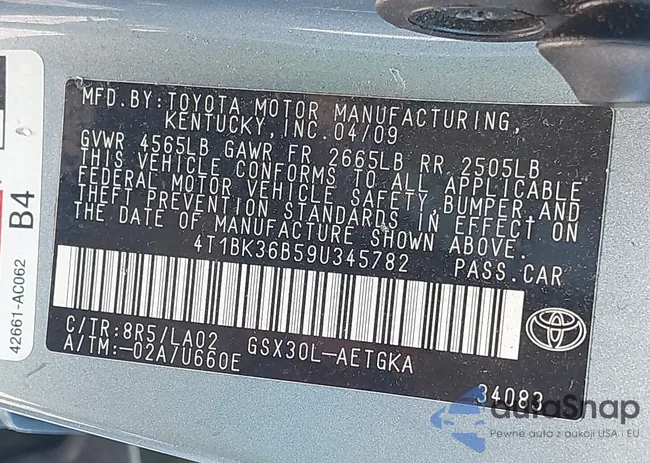 MFD.BY:TOYOTA MOTOR MANUFACTURING,
KENTUCKY, INC. 04/09
GVWR 4565LB GAWR FR 2665LB RR 2505LB
THIS VEHICLE CONFORMS TO ALL APPLICABLE
FEDERAL MOTOR VEHICLE SAFETY, BUMPER, AND
THEFT PREVENTION STANDARDS IN EFFECT ON
THE DATE OF MANUFACTURE SHOWN ABOVE.
4T1BK36B59U345782 PASS.CAR
C/TR:8R5/LA02 GSX30L-AETGKA
A/TM:-02A/U660E
34083
TOYOTA
42661-AC062
B4
autoSnap
Pewne auta z aukcji USA i EU